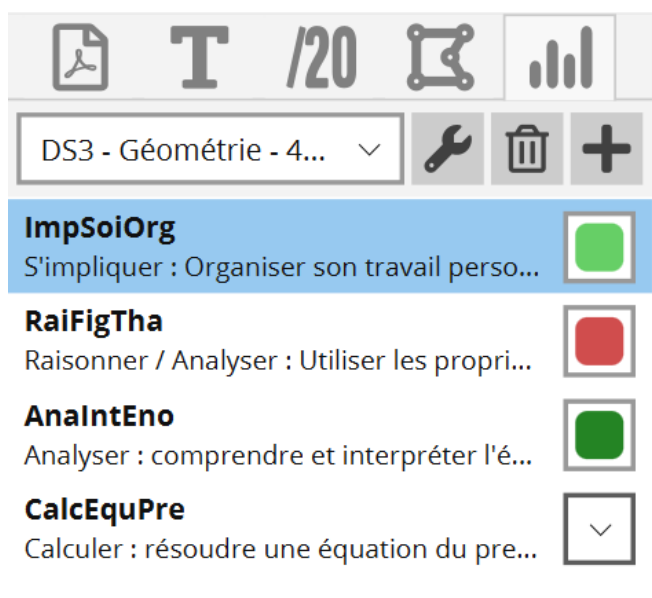 T /20
DS3 - Géométrie - 4...
ImpSoiOrg
S'impliquer : Organiser son travail perso...
RaiFigTha
Raisonner / Analyser : Utiliser les propri...
AnaIntEno
Analyser : comprendre et interpréter l'é...
CalcEquPre
Calculer : résoudre une équation du pre...